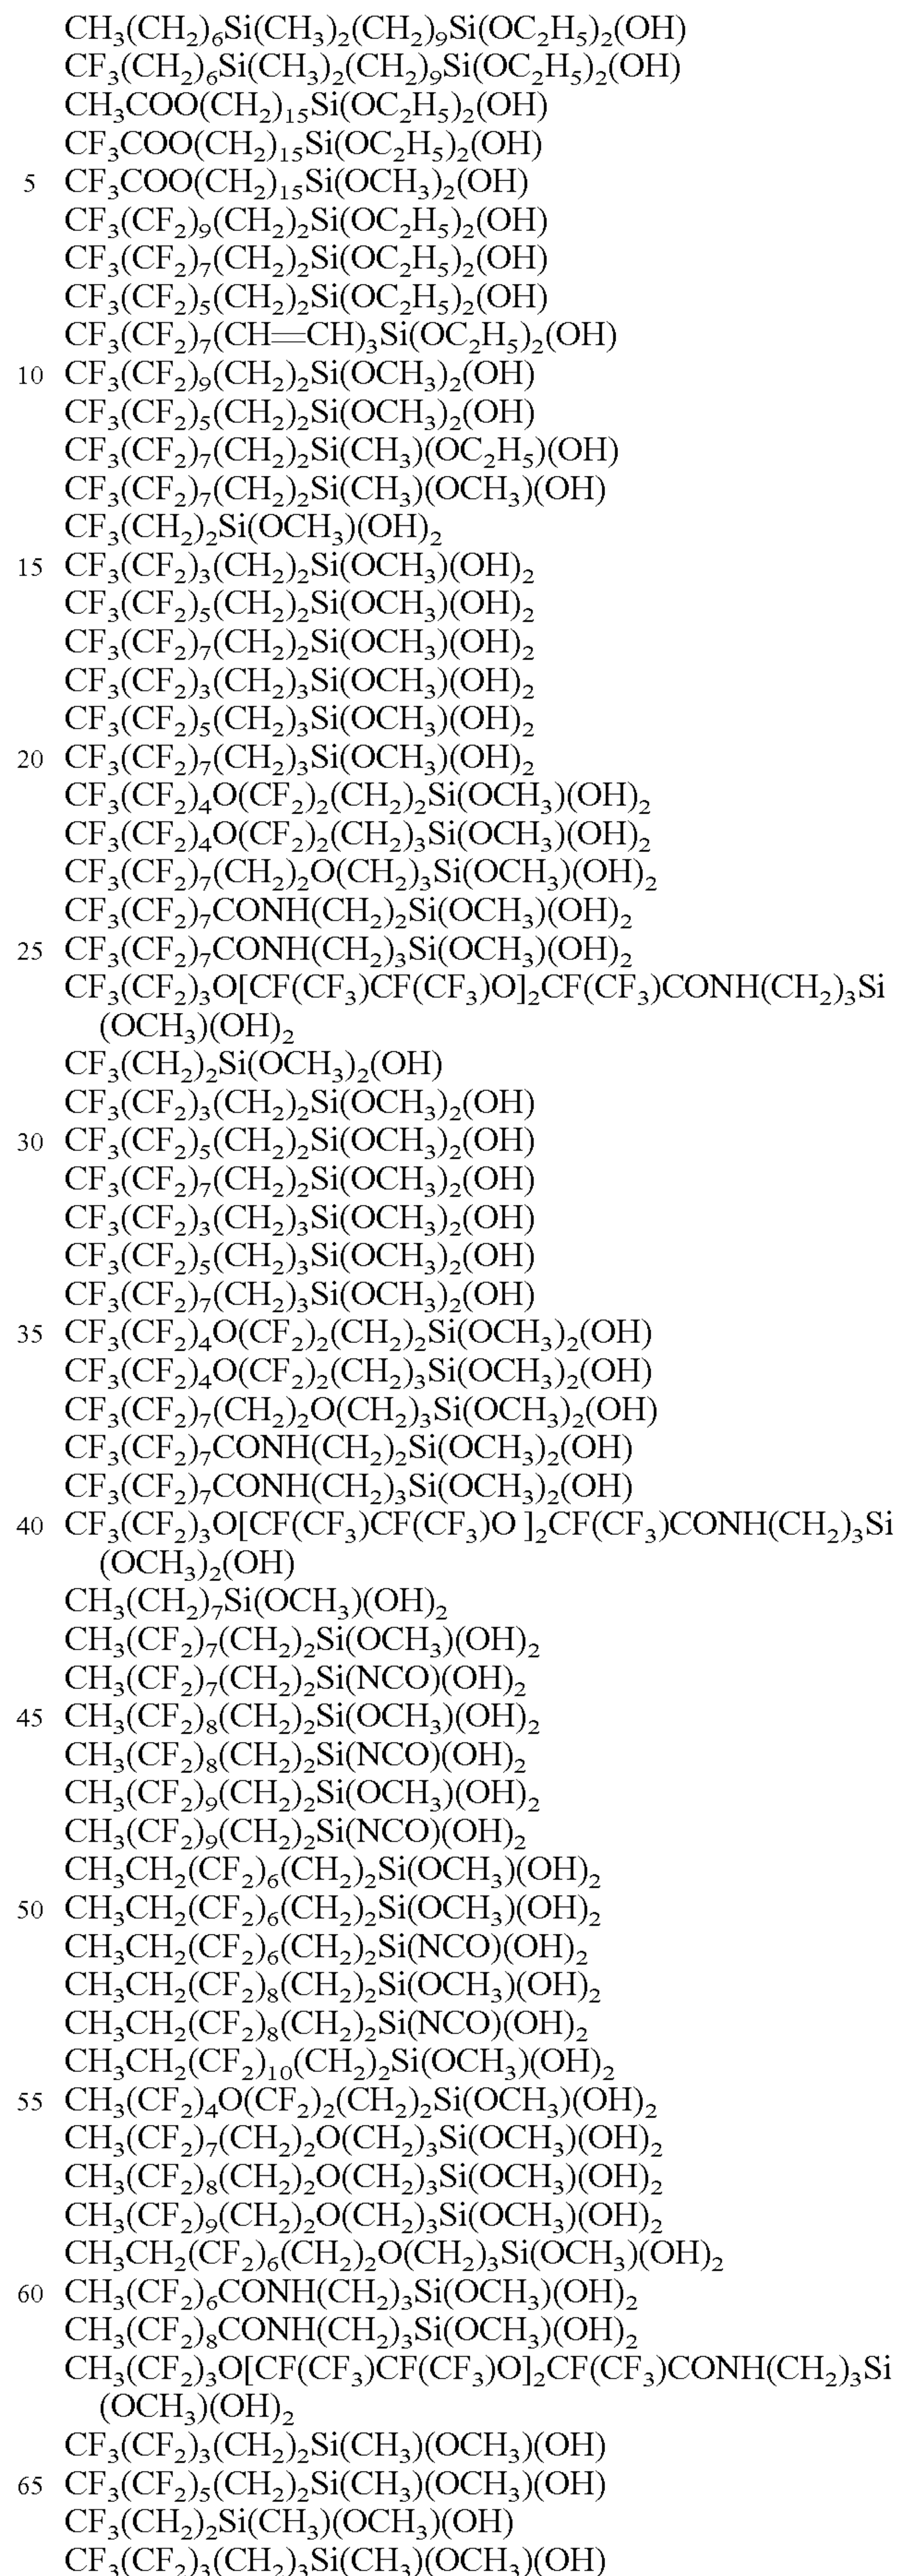 CH₃(CH₂)₆Si(CH₃)₂(CH₂)₉Si(OC₂H₅)₂(OH)
CF₃(CH₂)₆Si(CH₃)₂(CH₂)₉Si(OC₂H₅)₂(OH)
CH₃COO(CH₂)₁₅Si(OC₂H₅)₂(OH)
CF₃COO(CH₂)₁₅Si(OC₂H₅)₂(OH)
5 CF₃COO(CH₂)₁₅Si(OCH₃)₂(OH)
CF₃(CF₂)₉(CH₂)₂Si(OC₂H₅)₂(OH)
CF₃(CF₂)₇(CH₂)₂Si(OC₂H₅)₂(OH)
CF₃(CF₂)₅(CH₂)₂Si(OC₂H₅)₂(OH)
CF₃(CF₂)₇(CH=CH)₃Si(OC₂H₅)₂(OH)
10 CF₃(CF₂)₉(CH₂)₂Si(OCH₃)₂(OH)
CF₃(CF₂)₅(CH₂)₂Si(OCH₃)₂(OH)
CF₃(CF₂)₇(CH₂)₂Si(CH₃)(OC₂H₅)(OH)
CF₃(CF₂)₇(CH₂)₂Si(CH₃)(OCH₃)(OH)
CF₃(CH₂)₂Si(OCH₃)(OH)₂
15 CF₃(CF₂)₃(CH₂)₂Si(OCH₃)(OH)₂
CF₃(CF₂)₅(CH₂)₂Si(OCH₃)(OH)₂
CF₃(CF₂)₇(CH₂)₂Si(OCH₃)(OH)₂
CF₃(CF₂)₃(CH₂)₃Si(OCH₃)(OH)₂
CF₃(CF₂)₅(CH₂)₃Si(OCH₃)(OH)₂
20 CF₃(CF₂)₇(CH₂)₃Si(OCH₃)(OH)₂
CF₃(CF₂)₄O(CF₂)₂(CH₂)₂Si(OCH₃)(OH)₂
CF₃(CF₂)₄O(CF₂)₂(CH₂)₃Si(OCH₃)(OH)₂
CF₃(CF₂)₇(CH₂)₂O(CH₂)₃Si(OCH₃)(OH)₂
CF₃(CF₂)₇CONH(CH₂)₂Si(OCH₃)(OH)₂
25 CF₃(CF₂)₇CONH(CH₂)₃Si(OCH₃)(OH)₂
CF₃(CF₂)₃O[CF(CF₃)CF(CF₃)O]₂CF(CF₃)CONH(CH₂)₃Si
(OCH₃)(OH)₂
CF₃(CH₂)₂Si(OCH₃)₂(OH)
CF₃(CF₂)₃(CH₂)₂Si(OCH₃)₂(OH)
30 CF₃(CF₂)₅(CH₂)₂Si(OCH₃)₂(OH)
CF₃(CF₂)₇(CH₂)₂Si(OCH₃)₂(OH)
CF₃(CF₂)₃(CH₂)₃Si(OCH₃)₂(OH)
CF₃(CF₂)₅(CH₂)₃Si(OCH₃)₂(OH)
CF₃(CF₂)₇(CH₂)₃Si(OCH₃)₂(OH)
35 CF₃(CF₂)₄O(CF₂)₂(CH₂)₂Si(OCH₃)₂(OH)
CF₃(CF₂)₄O(CF₂)₂(CH₂)₃Si(OCH₃)₂(OH)
CF₃(CF₂)₇(CH₂)₂O(CH₂)₃Si(OCH₃)₂(OH)
CF₃(CF₂)₇CONH(CH₂)₂Si(OCH₃)₂(OH)
CF₃(CF₂)₇CONH(CH₂)₃Si(OCH₃)₂(OH)
40 CF₃(CF₂)₃O[CF(CF₃)CF(CF₃)O ]₂CF(CF₃)CONH(CH₂)₃Si
(OCH₃)₂(OH)
CH₃(CH₂)₇Si(OCH₃)(OH)₂
CH₃(CF₂)₇(CH₂)₂Si(OCH₃)(OH)₂
CH₃(CF₂)₇(CH₂)₂Si(NCO)(OH)₂
45 CH₃(CF₂)₈(CH₂)₂Si(OCH₃)(OH)₂
CH₃(CF₂)₈(CH₂)₂Si(NCO)(OH)₂
CH₃(CF₂)₉(CH₂)₂Si(OCH₃)(OH)₂
CH₃(CF₂)₉(CH₂)₂Si(NCO)(OH)₂
CH₃CH₂(CF₂)₆(CH₂)₂Si(OCH₃)(OH)₂
50 CH₃CH₂(CF₂)₆(CH₂)₂Si(OCH₃)(OH)₂
CH₃CH₂(CF₂)₆(CH₂)₂Si(NCO)(OH)₂
CH₃CH₂(CF₂)₈(CH₂)₂Si(OCH₃)(OH)₂
CH₃CH₂(CF₂)₈(CH₂)₂Si(NCO)(OH)₂
CH₃CH₂(CF₂)₁₀(CH₂)₂Si(OCH₃)(OH)₂
55 CH₃(CF₂)₄O(CF₂)₂(CH₂)₂Si(OCH₃)(OH)₂
CH₃(CF₂)₇(CH₂)₂O(CH₂)₃Si(OCH₃)(OH)₂
CH₃(CF₂)₈(CH₂)₂O(CH₂)₃Si(OCH₃)(OH)₂
CH₃(CF₂)₉(CH₂)₂O(CH₂)₃Si(OCH₃)(OH)₂
CH₃CH₂(CF₂)₆(CH₂)₂O(CH₂)₃Si(OCH₃)(OH)₂
60 CH₃(CF₂)₆CONH(CH₂)₃Si(OCH₃)(OH)₂
CH₃(CF₂)₈CONH(CH₂)₃Si(OCH₃)(OH)₂
CH₃(CF₂)₃O[CF(CF₃)CF(CF₃)O]₂CF(CF₃)CONH(CH₂)₃Si
(OCH₃)(OH)₂
CF₃(CF₂)₃(CH₂)₂Si(CH₃)(OCH₃)(OH)
65 CF₃(CF₂)₅(CH₂)₂Si(CH₃)(OCH₃)(OH)
CF₃(CH₂)₂Si(CH₃)(OCH₃)(OH)
CF₃(CF₂)₃(CH₂)₃Si(CH₃)(OCH₃)(OH)